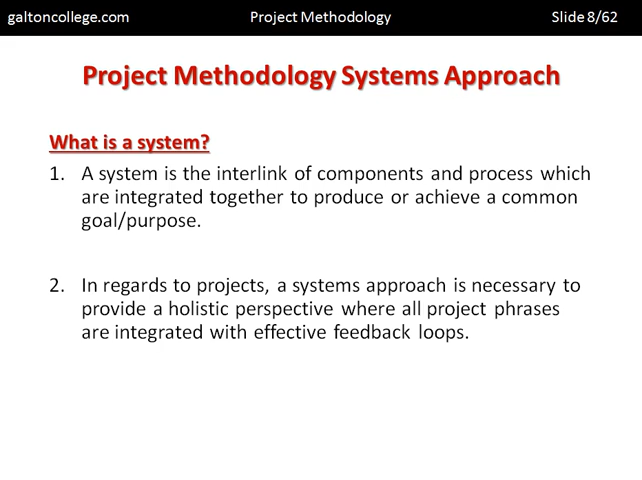 galtoncollege.com Project Methodology Slide 8/62
Project Methodology Systems Approach
What is a system?
1. A system is the interlink of components and process which
are integrated together to produce or achieve a common
goal/purpose.
2. In regards to projects, a systems approach is necessary to
provide a holistic perspective where all project phrases
are integrated with effective feedback loops.